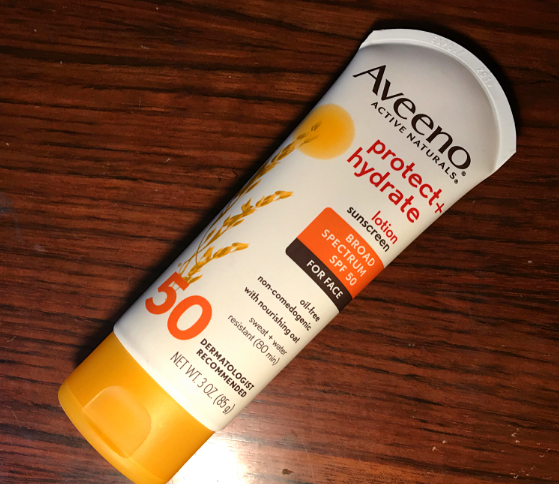 Aveeno®
ACTIVE NATURALS®
protect+
hydrate
lotion
sunscreen
BROAD
SPECTRUM
SPF 50
FOR FACE
oil-free
non-comedogenic
with nourishing oat
sweat + water
resistant (80 min)
50
DERMATOLOGIST
RECOMMENDED
NET WT. 3 OZ. (85g)